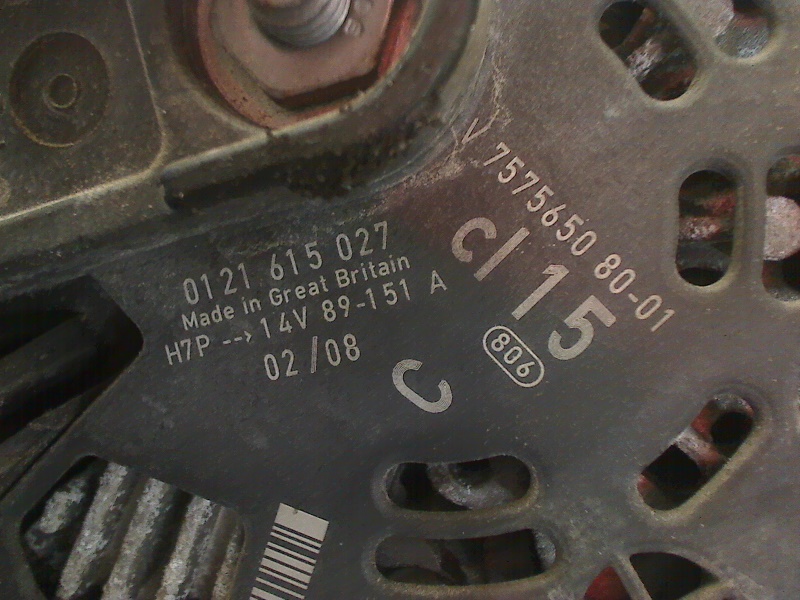 0121 615 027
Made in Great Britain
H7P --> 14V 89-151 A
02/08
V 7575650 80-01
cl 15
806
C